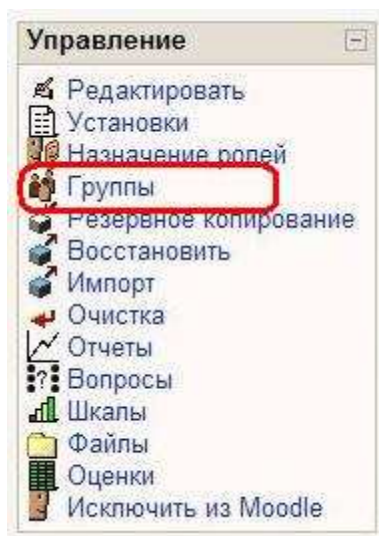 Управление
Редактировать
Установки
Назначение ролей
Группы
Резервное копирование
Восстановить
Импорт
Очистка
Отчеты
Вопросы
Шкалы
Файлы
Оценки
Исключить из Moodle